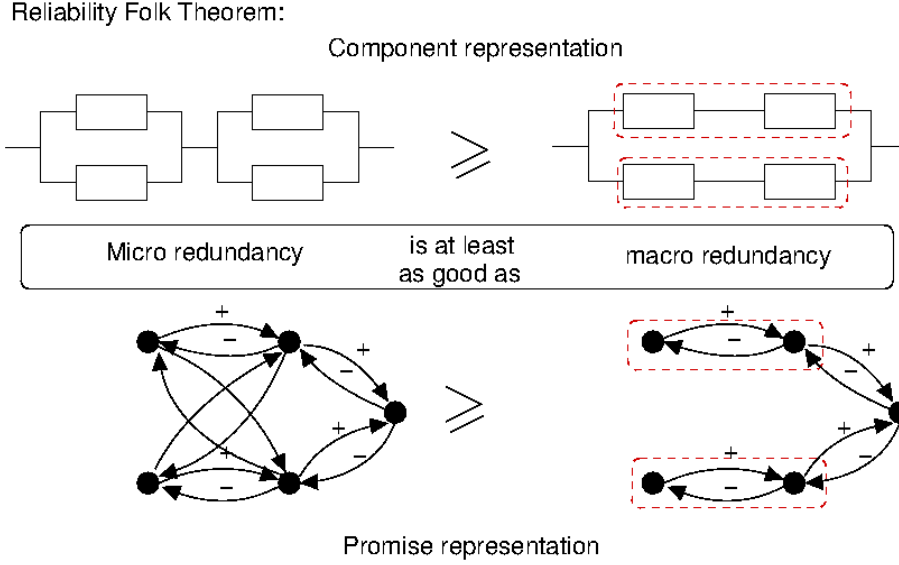 Reliability Folk Theorem:
Component representation
⩾
Micro redundancy
is at least
as good as
macro redundancy
+
−
+
−
+
−
+
−
⩾
+
−
+
−
+
−
+
−
Promise representation